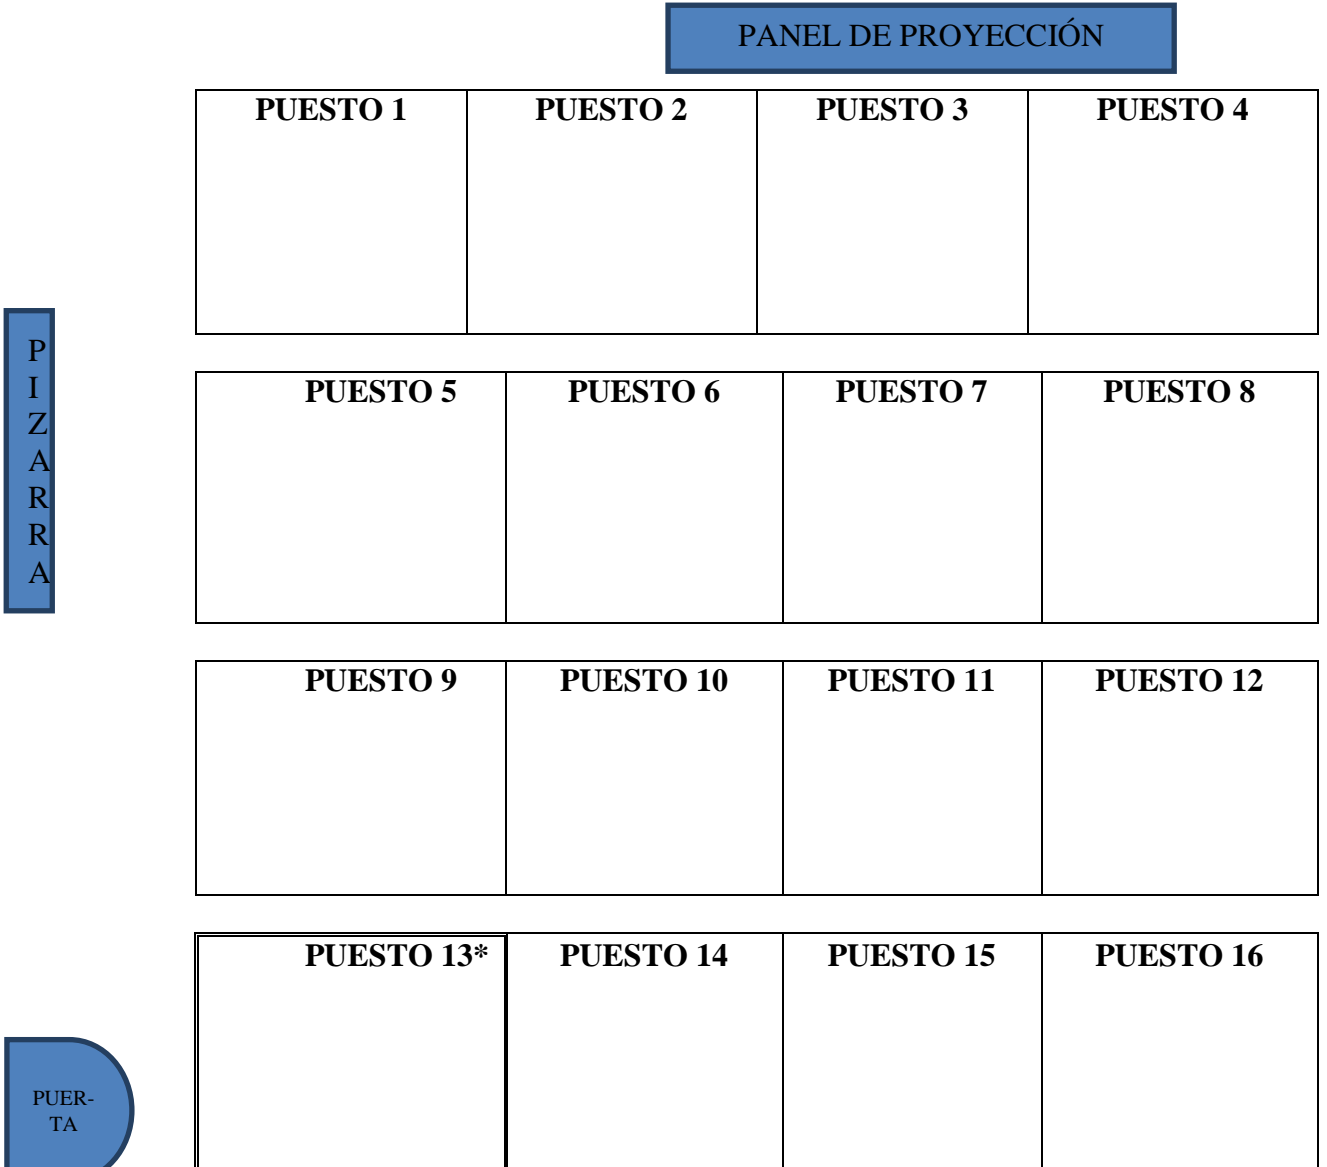 PANEL DE PROYECCIÓN
PUESTO 1 PUESTO 2 PUESTO 3 PUESTO 4
P
I
Z
A
R
R
A
PUESTO 5 PUESTO 6 PUESTO 7 PUESTO 8
PUESTO 9 PUESTO 10 PUESTO 11 PUESTO 12
PUESTO 13* PUESTO 14 PUESTO 15 PUESTO 16
PUER-
TA